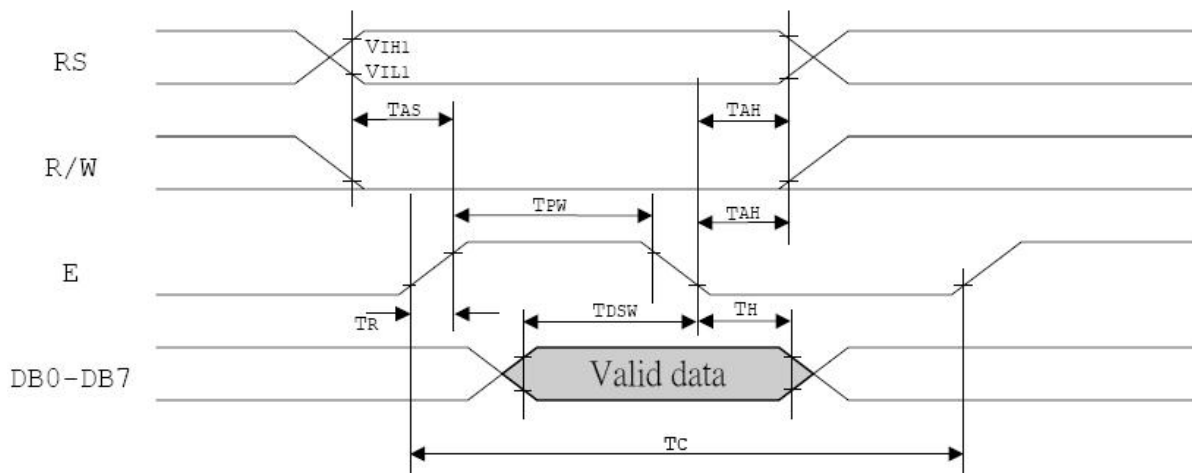 RS
VIH1
VIL1
TAS
TAH
R/W
TPW
TAH
E
TR
TDSW
TH
DB0-DB7
Valid data
TC